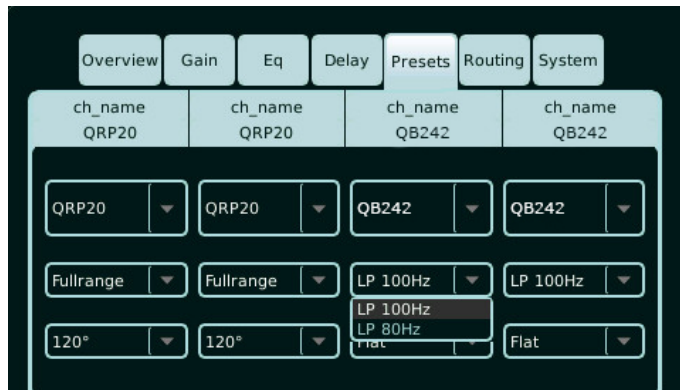 Overview Gain Eq Delay Presets Routing System
ch_name ch_name ch_name ch_name
QRP20 QRP20 QB242 QB242
QRP20 QRP20 QB242 QB242
Fullrange Fullrange LP 100Hz LP 100Hz
LP 100Hz
LP 80Hz
120° 120° Flat Flat